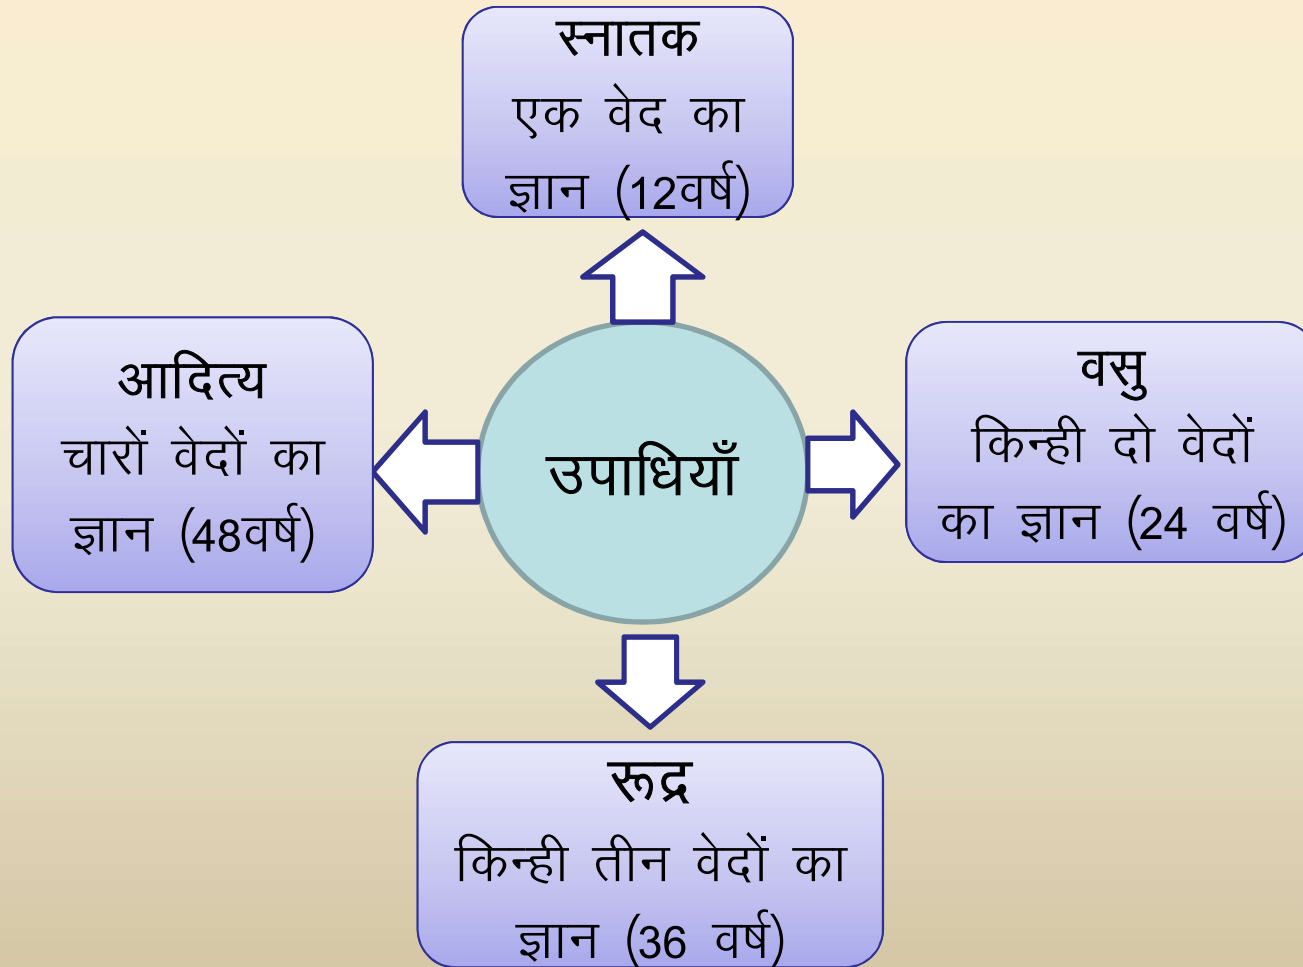 स्नातक
एक वेद का
ज्ञान (12वर्ष)
आदित्य
चारों वेदों का
ज्ञान (48वर्ष)
उपाधियाँ
वसु
किन्ही दो वेदों
का ज्ञान (24 वर्ष)
रूद्र
किन्ही तीन वेदों का
ज्ञान (36 वर्ष)